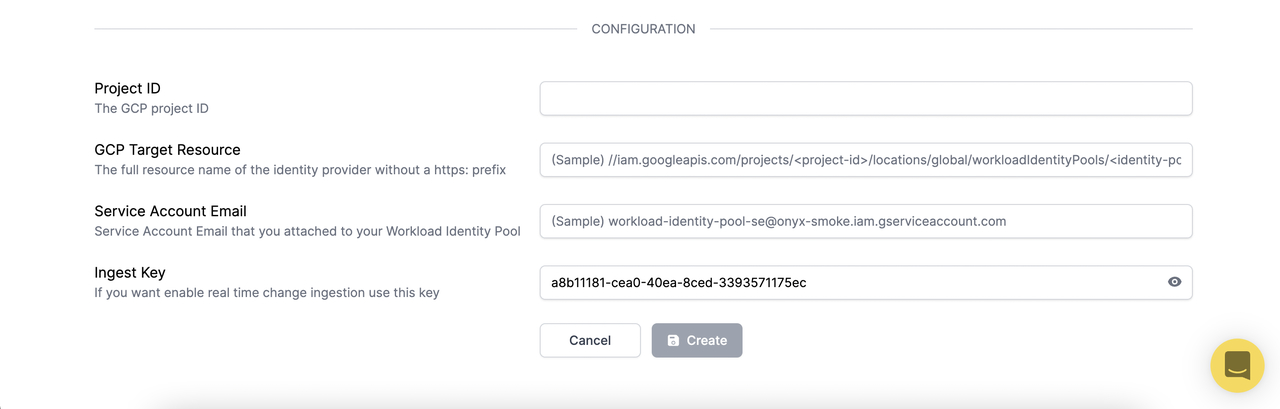 CONFIGURATION
Project ID
The GCP project ID
GCP Target Resource
The full resource name of the identity provider without a https: prefix
(Sample) //iam.googleapis.com/projects/<project-id>/locations/global/workloadIdentityPools/<identity-pc
Service Account Email
Service Account Email that you attached to your Workload Identity Pool
(Sample) workload-identity-pool-se@onyx-smoke.iam.gserviceaccount.com
Ingest Key
If you want enable real time change ingestion use this key
a8b11181-cea0-40ea-8ced-3393571175ec
Cancel
Create